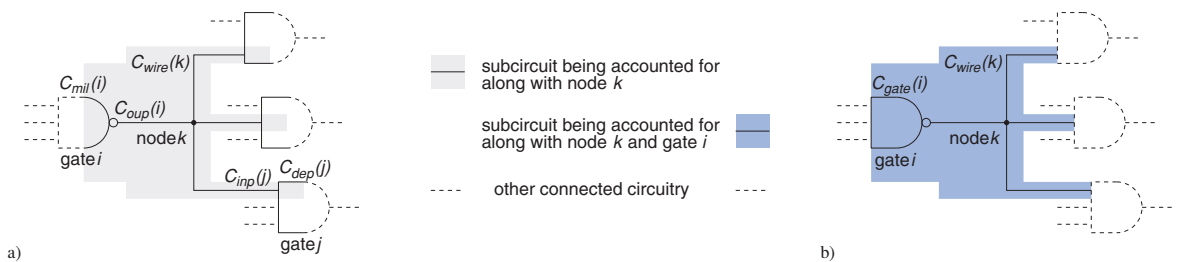 C_wire(k)
C_mil(i)
C_oup(i)
node k
gate i
C_inp(j)
C_dep(j)
gate j
a)
subcircuit being accounted for
along with node k
subcircuit being accounted for
along with node k and gate i
other connected circuitry
C_wire(k)
C_gate(i)
node k
gate i
b)